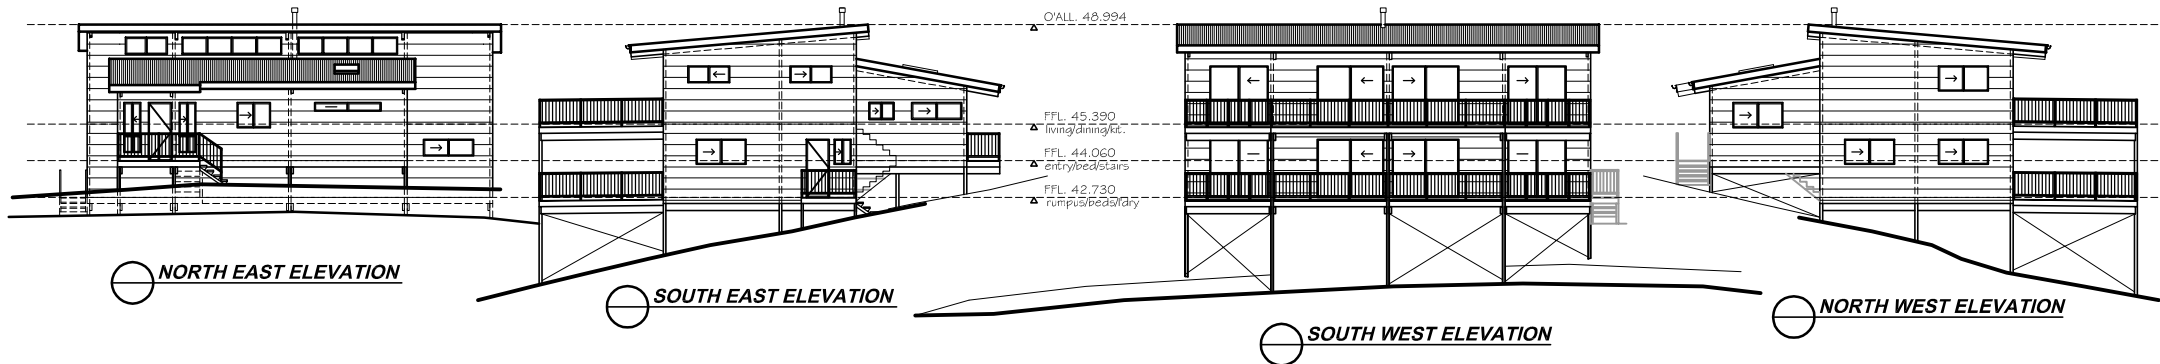 O'ALL. 48.994
FFL. 45.390
living/dining/kit.
FFL. 44.060
entry/bed/stairs
FFL. 42.730
rumpus/beds/ldry
NORTH EAST ELEVATION
SOUTH EAST ELEVATION
SOUTH WEST ELEVATION
NORTH WEST ELEVATION